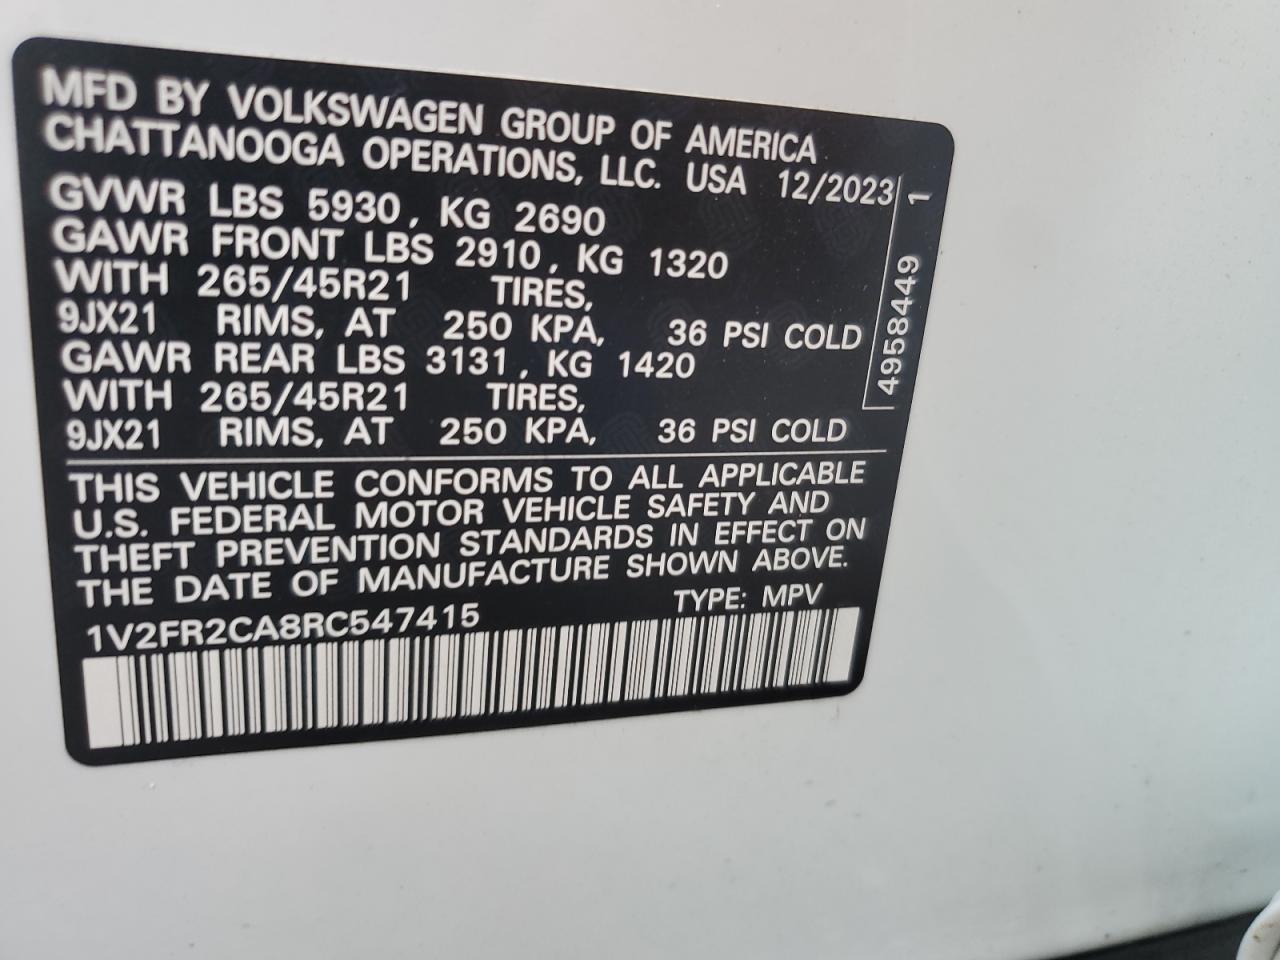 MFD BY VOLKSWAGEN GROUP OF AMERICA
CHATTANOOGA OPERATIONS, LLC. USA 12/2023
GVWR LBS 5930, KG 2690
GAWR FRONT LBS 2910, KG 1320
WITH 265/45R21 TIRES,
9JX21 RIMS, AT 250 KPA, 36 PSI COLD
GAWR REAR LBS 3131, KG 1420
WITH 265/45R21 TIRES,
9JX21 RIMS, AT 250 KPA, 36 PSI COLD
4958449 1
THIS VEHICLE CONFORMS TO ALL APPLICABLE
U.S. FEDERAL MOTOR VEHICLE SAFETY AND
THEFT PREVENTION STANDARDS IN EFFECT ON
THE DATE OF MANUFACTURE SHOWN ABOVE.
1V2FR2CA8RC547415 TYPE: MPV